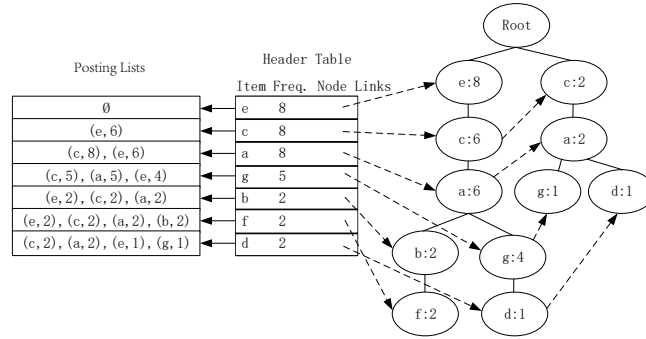 Root
Header Table
Posting Lists
Item Freq. Node Links
e:8
c:2
Ø
e 8
(e,6)
c 8
c:6
a:2
(c,8),(e,6)
a 8
(c,5),(a,5),(e,4)
g 5
a:6
g:1
d:1
(e,2),(c,2),(a,2)
b 2
(e,2),(c,2),(a,2),(b,2)
f 2
(c,2),(a,2),(e,1),(g,1)
d 2
b:2
g:4
f:2
d:1